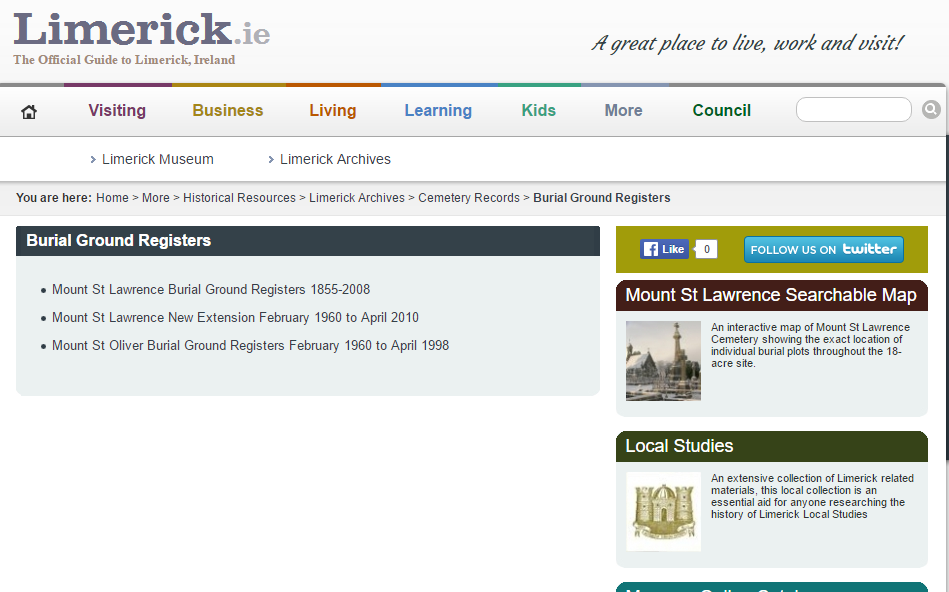 Limerick.ie
The Official Guide to Limerick, Ireland
A great place to live, work and visit!
Visiting Business Living Learning Kids More Council
Limerick Museum Limerick Archives
You are here: Home > More > Historical Resources > Limerick Archives > Cemetery Records > Burial Ground Registers
Burial Ground Registers
Mount St Lawrence Burial Ground Registers 1855-2008
Mount St Lawrence New Extension February 1960 to April 2010
Mount St Oliver Burial Ground Registers February 1960 to April 1998
Like 0 FOLLOW US ON twitter
Mount St Lawrence Searchable Map
An interactive map of Mount St Lawrence
Cemetery showing the exact location of
individual burial plots throughout the 18-
acre site.
Local Studies
An extensive collection of Limerick related
materials, this local collection is an
essential aid for anyone researching the
history of Limerick Local Studies